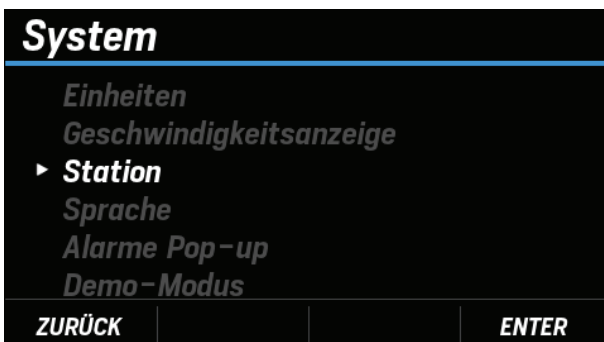 System
Einheiten
Geschwindigkeitsanzeige
Station
Sprache
Alarme Pop-up
Demo-Modus
ZURÜCK ENTER